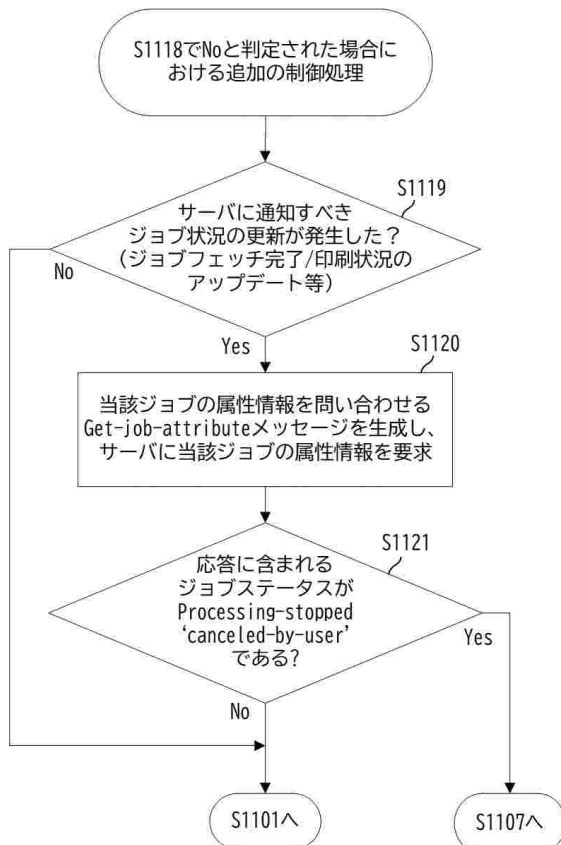 S1118でNoと判定された場合に
おける追加の制御処理
S1119
サーバに通知すべき
ジョブ状況の更新が発生した？
（ジョブフェッチ完了/印刷状況の
アップデート等）
No
Yes
S1120
当該ジョブの属性情報を問い合わせる
Get-job-attributeメッセージを生成し、
サーバに当該ジョブの属性情報を要求
S1121
応答に含まれる
ジョブステータスが
Processing-stopped
‘canceled-by-user’
である?
Yes
No
S1101へ
S1107へ